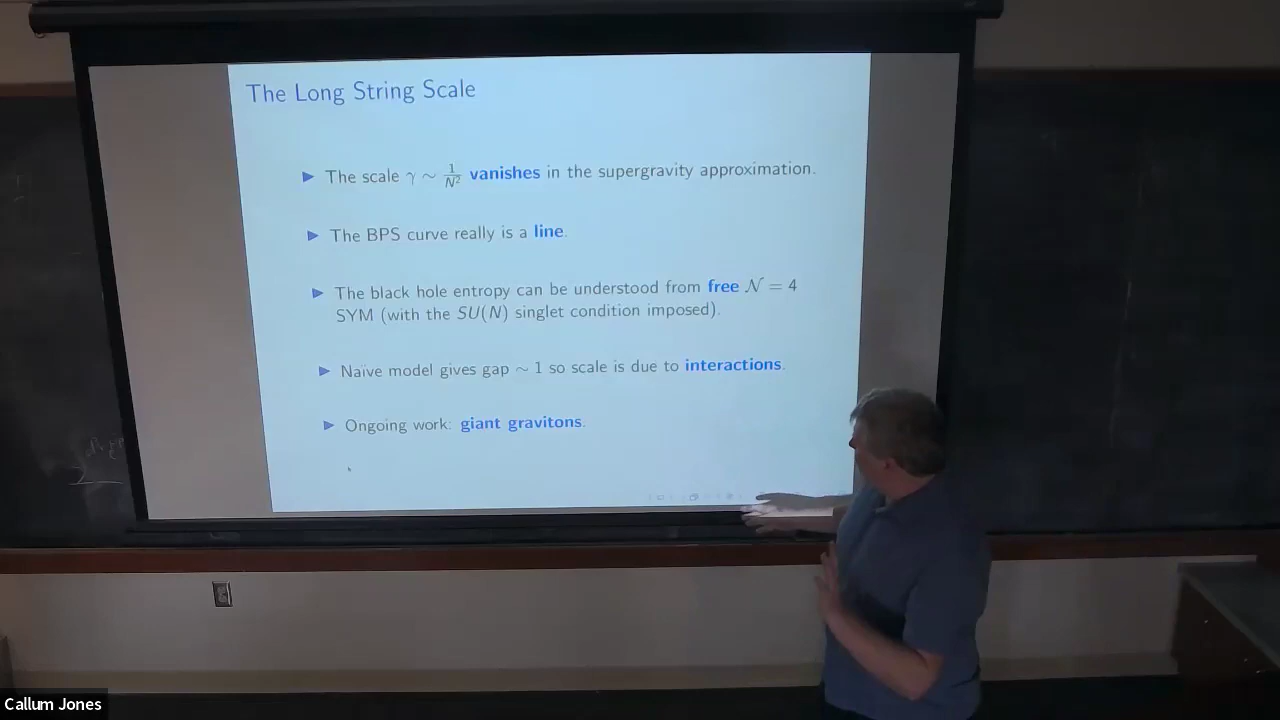 The Long String Scale
▶ The scale γ ∼ 1/N² vanishes in the supergravity approximation.
▶ The BPS curve really is a line.
▶ The black hole entropy can be understood from free 𝒩 = 4
SYM (with the SU(N) singlet condition imposed).
▶ Naive model gives gap ∼ 1 so scale is due to interactions.
▶ Ongoing work: giant gravitons.
Callum Jones